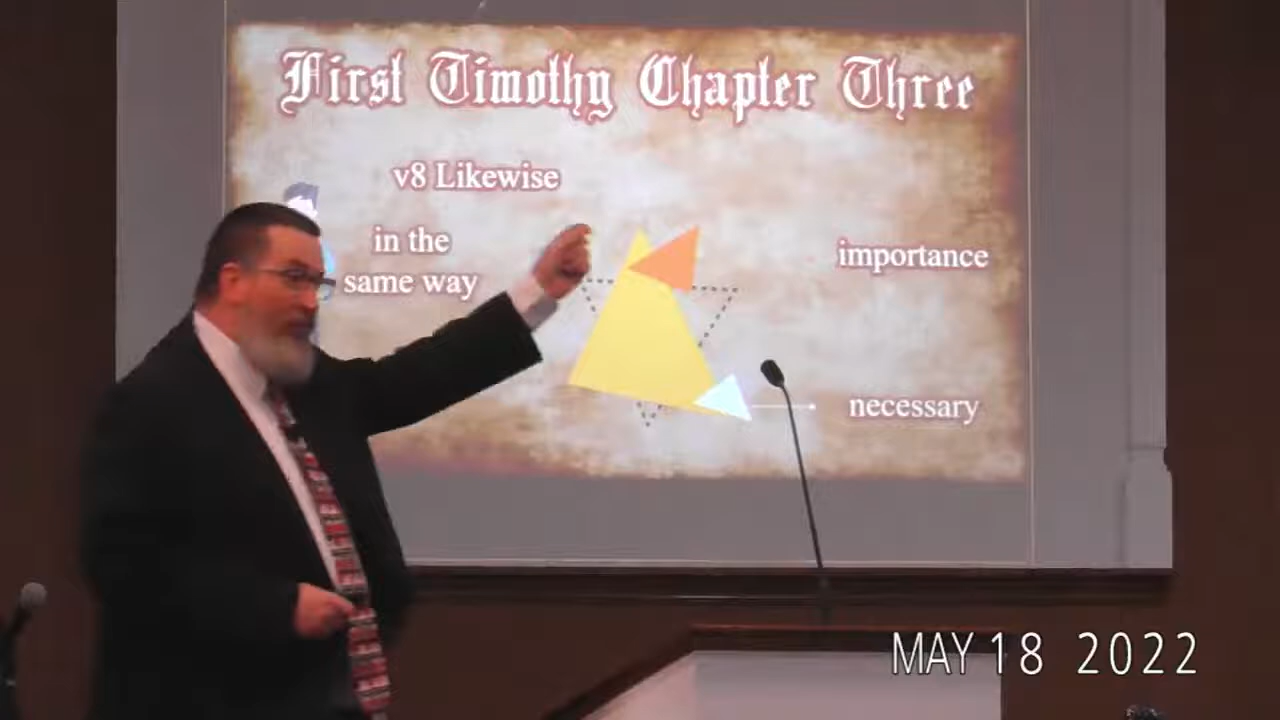 First Timothy Chapter Three
v8 Likewise
in the
same way
importance
necessary
MAY 18 2022